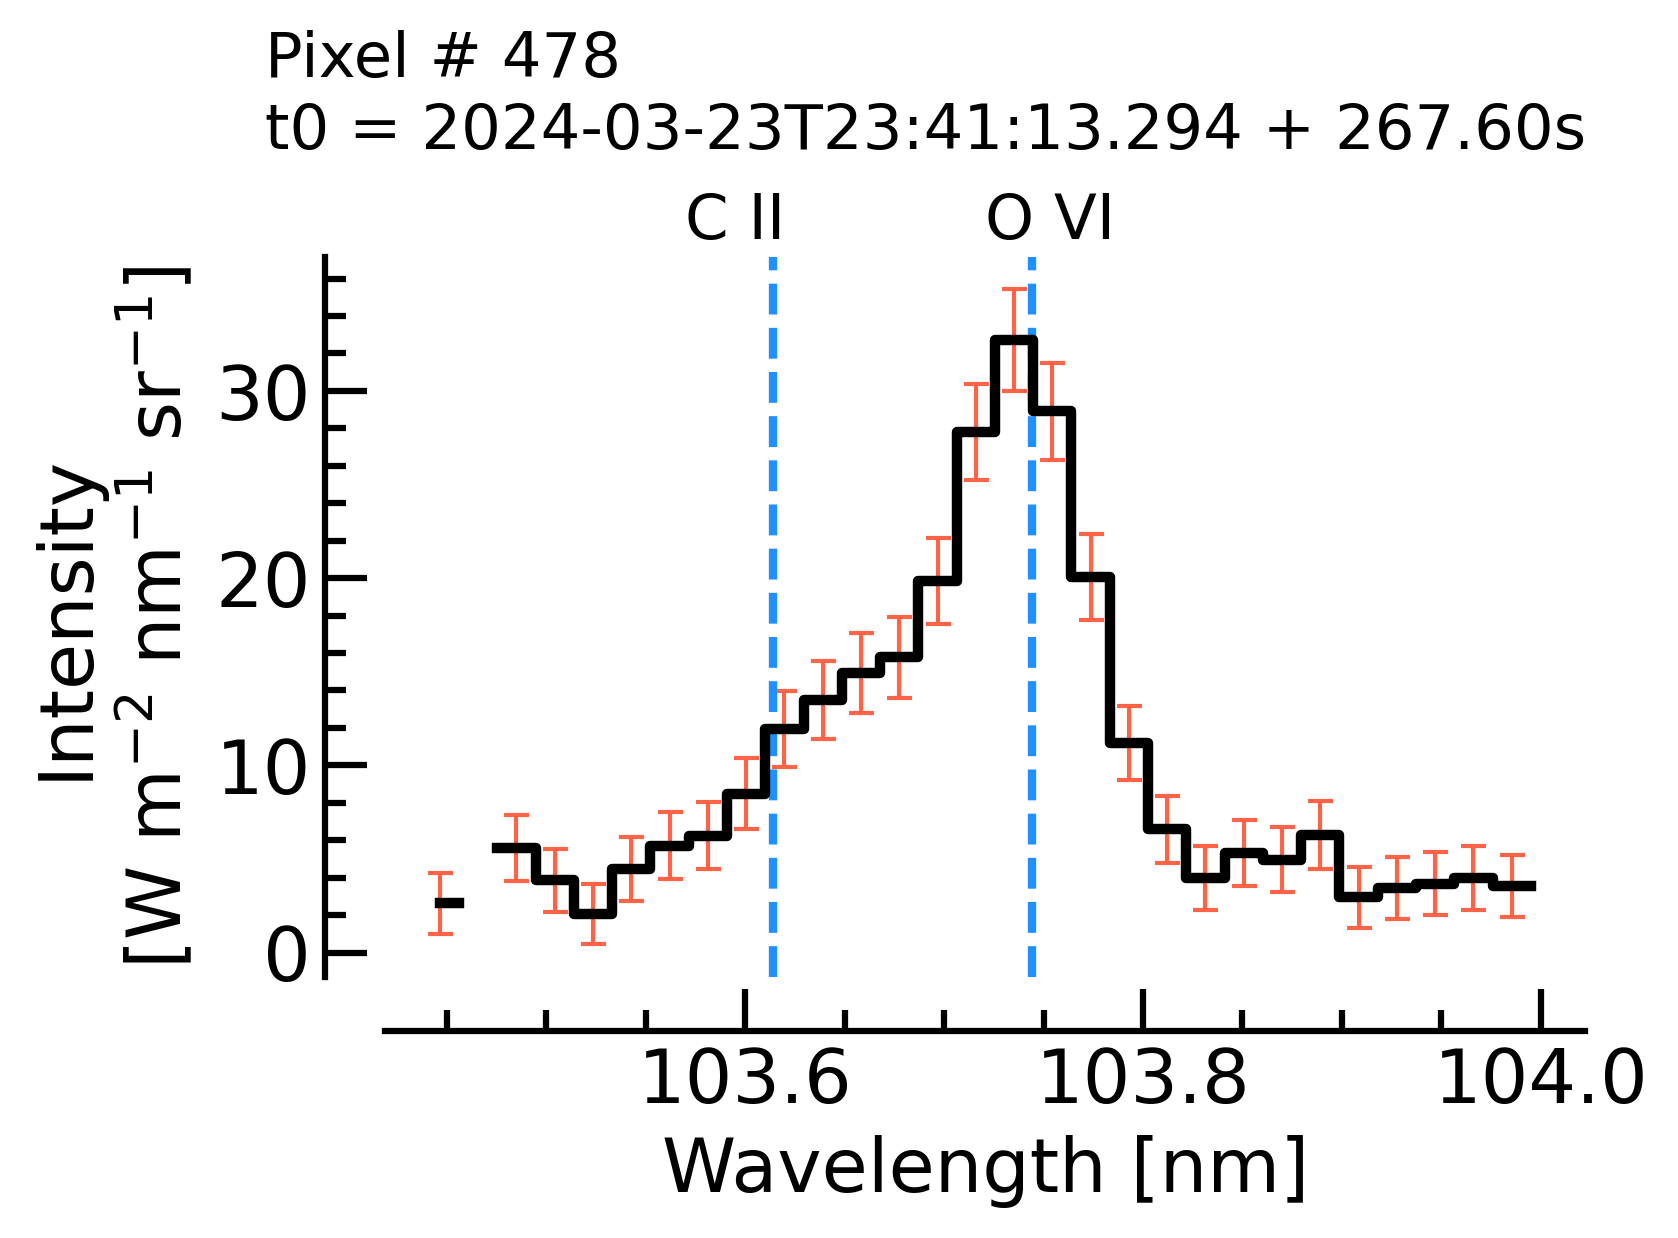 Pixel # 478
t0 = 2024-03-23T23:41:13.294 + 267.60s
C II O VI
Intensity
[W m⁻² nm⁻¹ sr⁻¹]
30
20
10
0
103.6 103.8 104.0
Wavelength [nm]